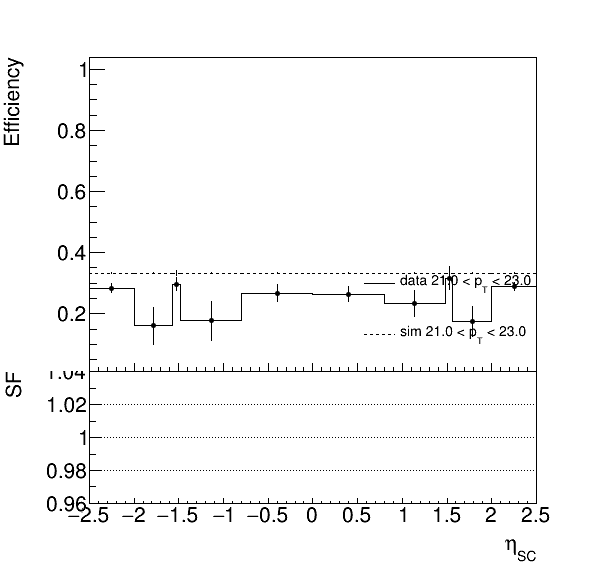 Efficiency
1
0.8
0.6
0.4
0.2
data 21.0 < p_T < 23.0
sim 21.0 < p_T < 23.0
SF
1.04
1.02
1
0.98
0.96
−2.5 −2 −1.5 −1 −0.5 0 0.5 1 1.5 2 2.5
η_SC